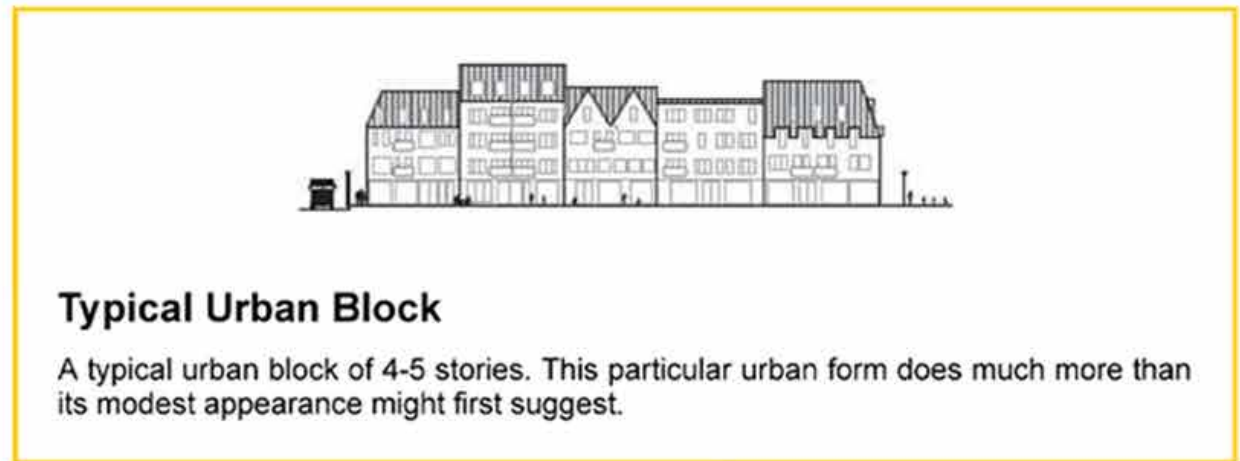 Typical Urban Block
A typical urban block of 4-5 stories. This particular urban form does much more than
its modest appearance might first suggest.